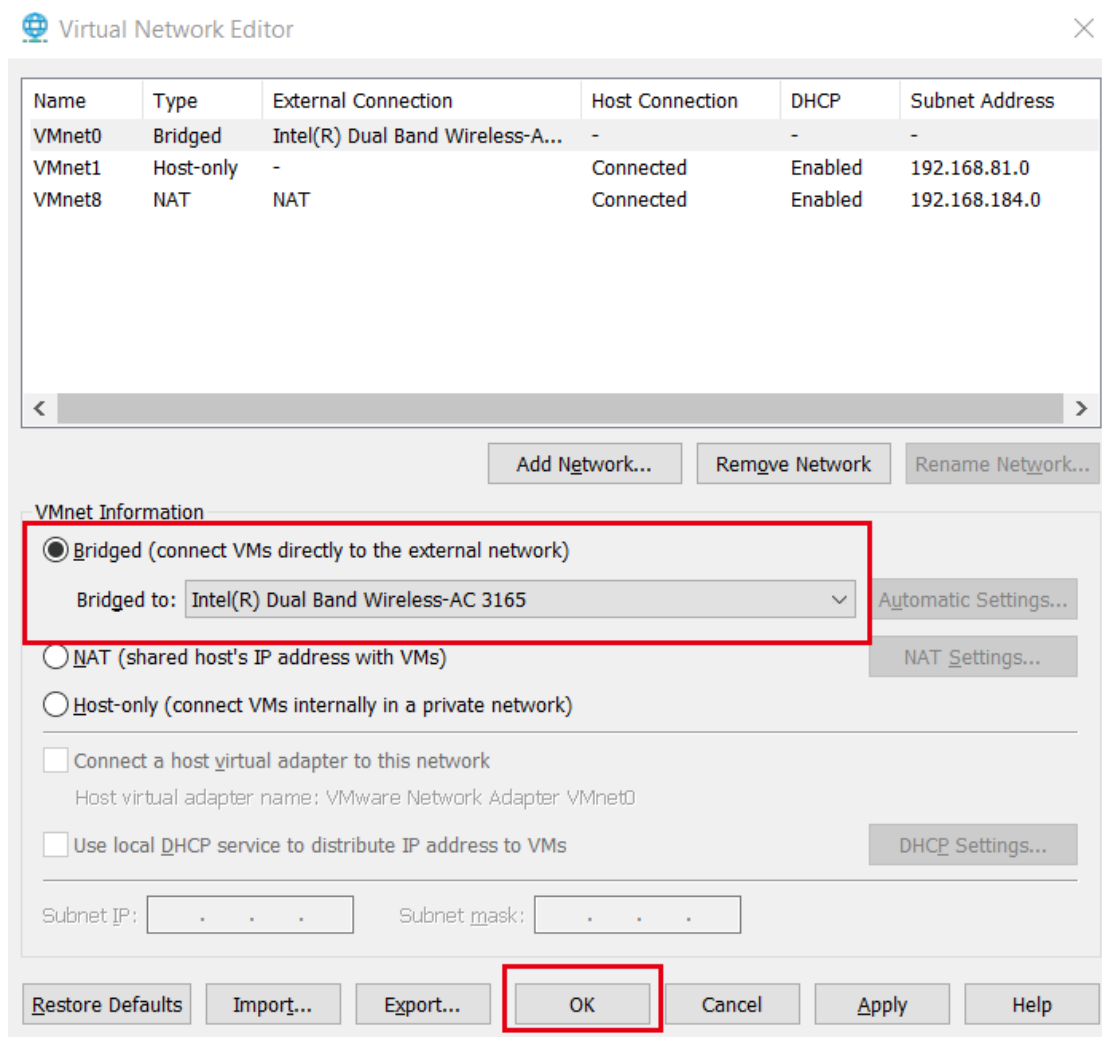 Virtual Network Editor
Name Type External Connection Host Connection DHCP Subnet Address
VMnet0 Bridged Intel(R) Dual Band Wireless-A... - - -
VMnet1 Host-only - Connected Enabled 192.168.81.0
VMnet8 NAT NAT Connected Enabled 192.168.184.0
Add Network... Remove Network Rename Network...
VMnet Information
Bridged (connect VMs directly to the external network)
Bridged to: Intel(R) Dual Band Wireless-AC 3165 Automatic Settings...
NAT (shared host's IP address with VMs) NAT Settings...
Host-only (connect VMs internally in a private network)
Connect a host virtual adapter to this network
Host virtual adapter name: VMware Network Adapter VMnet0
Use local DHCP service to distribute IP address to VMs DHCP Settings...
Subnet IP: . . . Subnet mask: . . .
Restore Defaults Import... Export... OK Cancel Apply Help